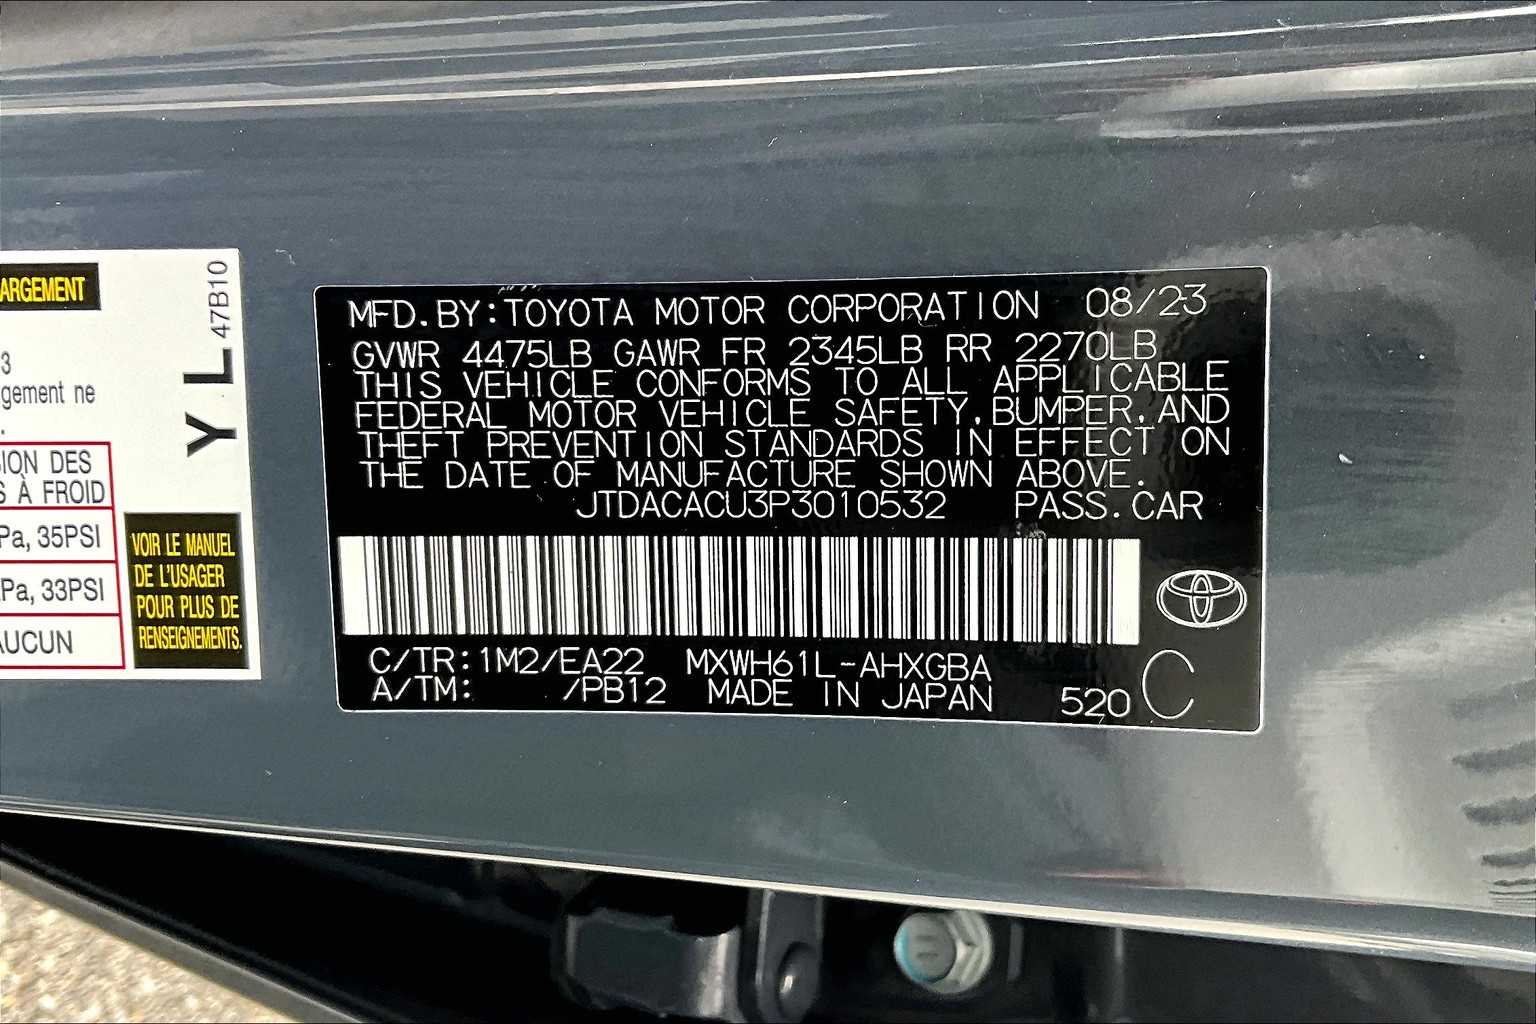 ARGEMENT
47B10
3
gement ne
Y L
ION DES
S À FROID
Pa, 35PSI
Pa, 33PSI
AUCUN
VOIR LE MANUEL
DE L'USAGER
POUR PLUS DE
RENSEIGNEMENTS.
MFD.BY:TOYOTA MOTOR CORPORATION 08/23
GVWR 4475LB GAWR FR 2345LB RR 2270LB
THIS VEHICLE CONFORMS TO ALL APPLICABLE
FEDERAL MOTOR VEHICLE SAFETY,BUMPER,AND
THEFT PREVENTION STANDARDS IN EFFECT ON
THE DATE OF MANUFACTURE SHOWN ABOVE.
JTDACACU3P3010532 PASS.CAR
C/TR:1M2/EA22 MXWH61L-AHXGBA
A/TM: /PB12 MADE IN JAPAN 520 C